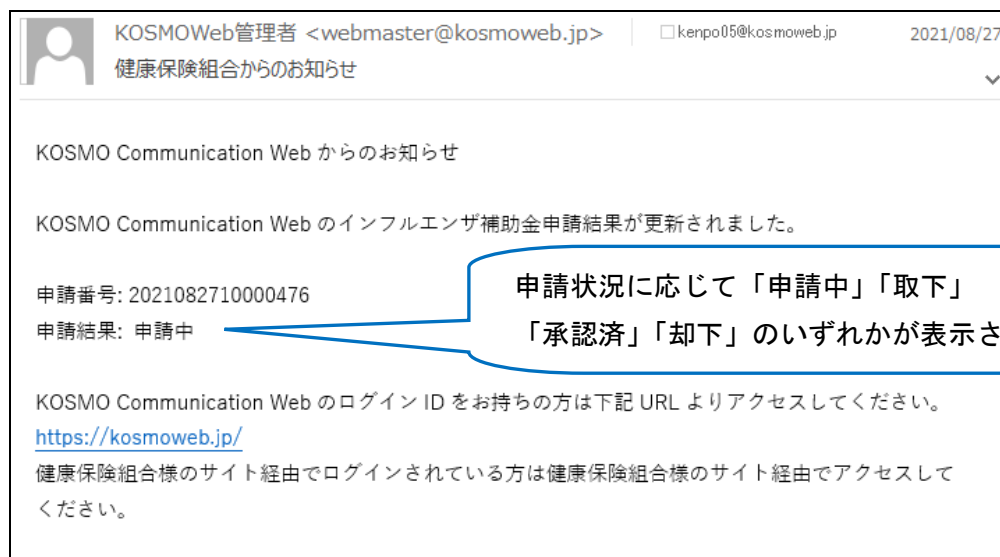 KOSMOWeb管理者 <webmaster@kosmoweb.jp>
kenpo05@kosmoweb.jp
2021/08/27
健康保険組合からのお知らせ
KOSMO Communication Web からのお知らせ
KOSMO Communication Web のインフルエンザ補助金申請結果が更新されました。
申請番号: 2021082710000476
申請結果: 申請中
申請状況に応じて「申請中」「取下」
「承認済」「却下」のいずれかが表示さ
KOSMO Communication Web のログイン ID をお持ちの方は下記 URL よりアクセスしてください。
https://kosmoweb.jp/
健康保険組合様のサイト経由でログインされている方は健康保険組合様のサイト経由でアクセスして
ください。